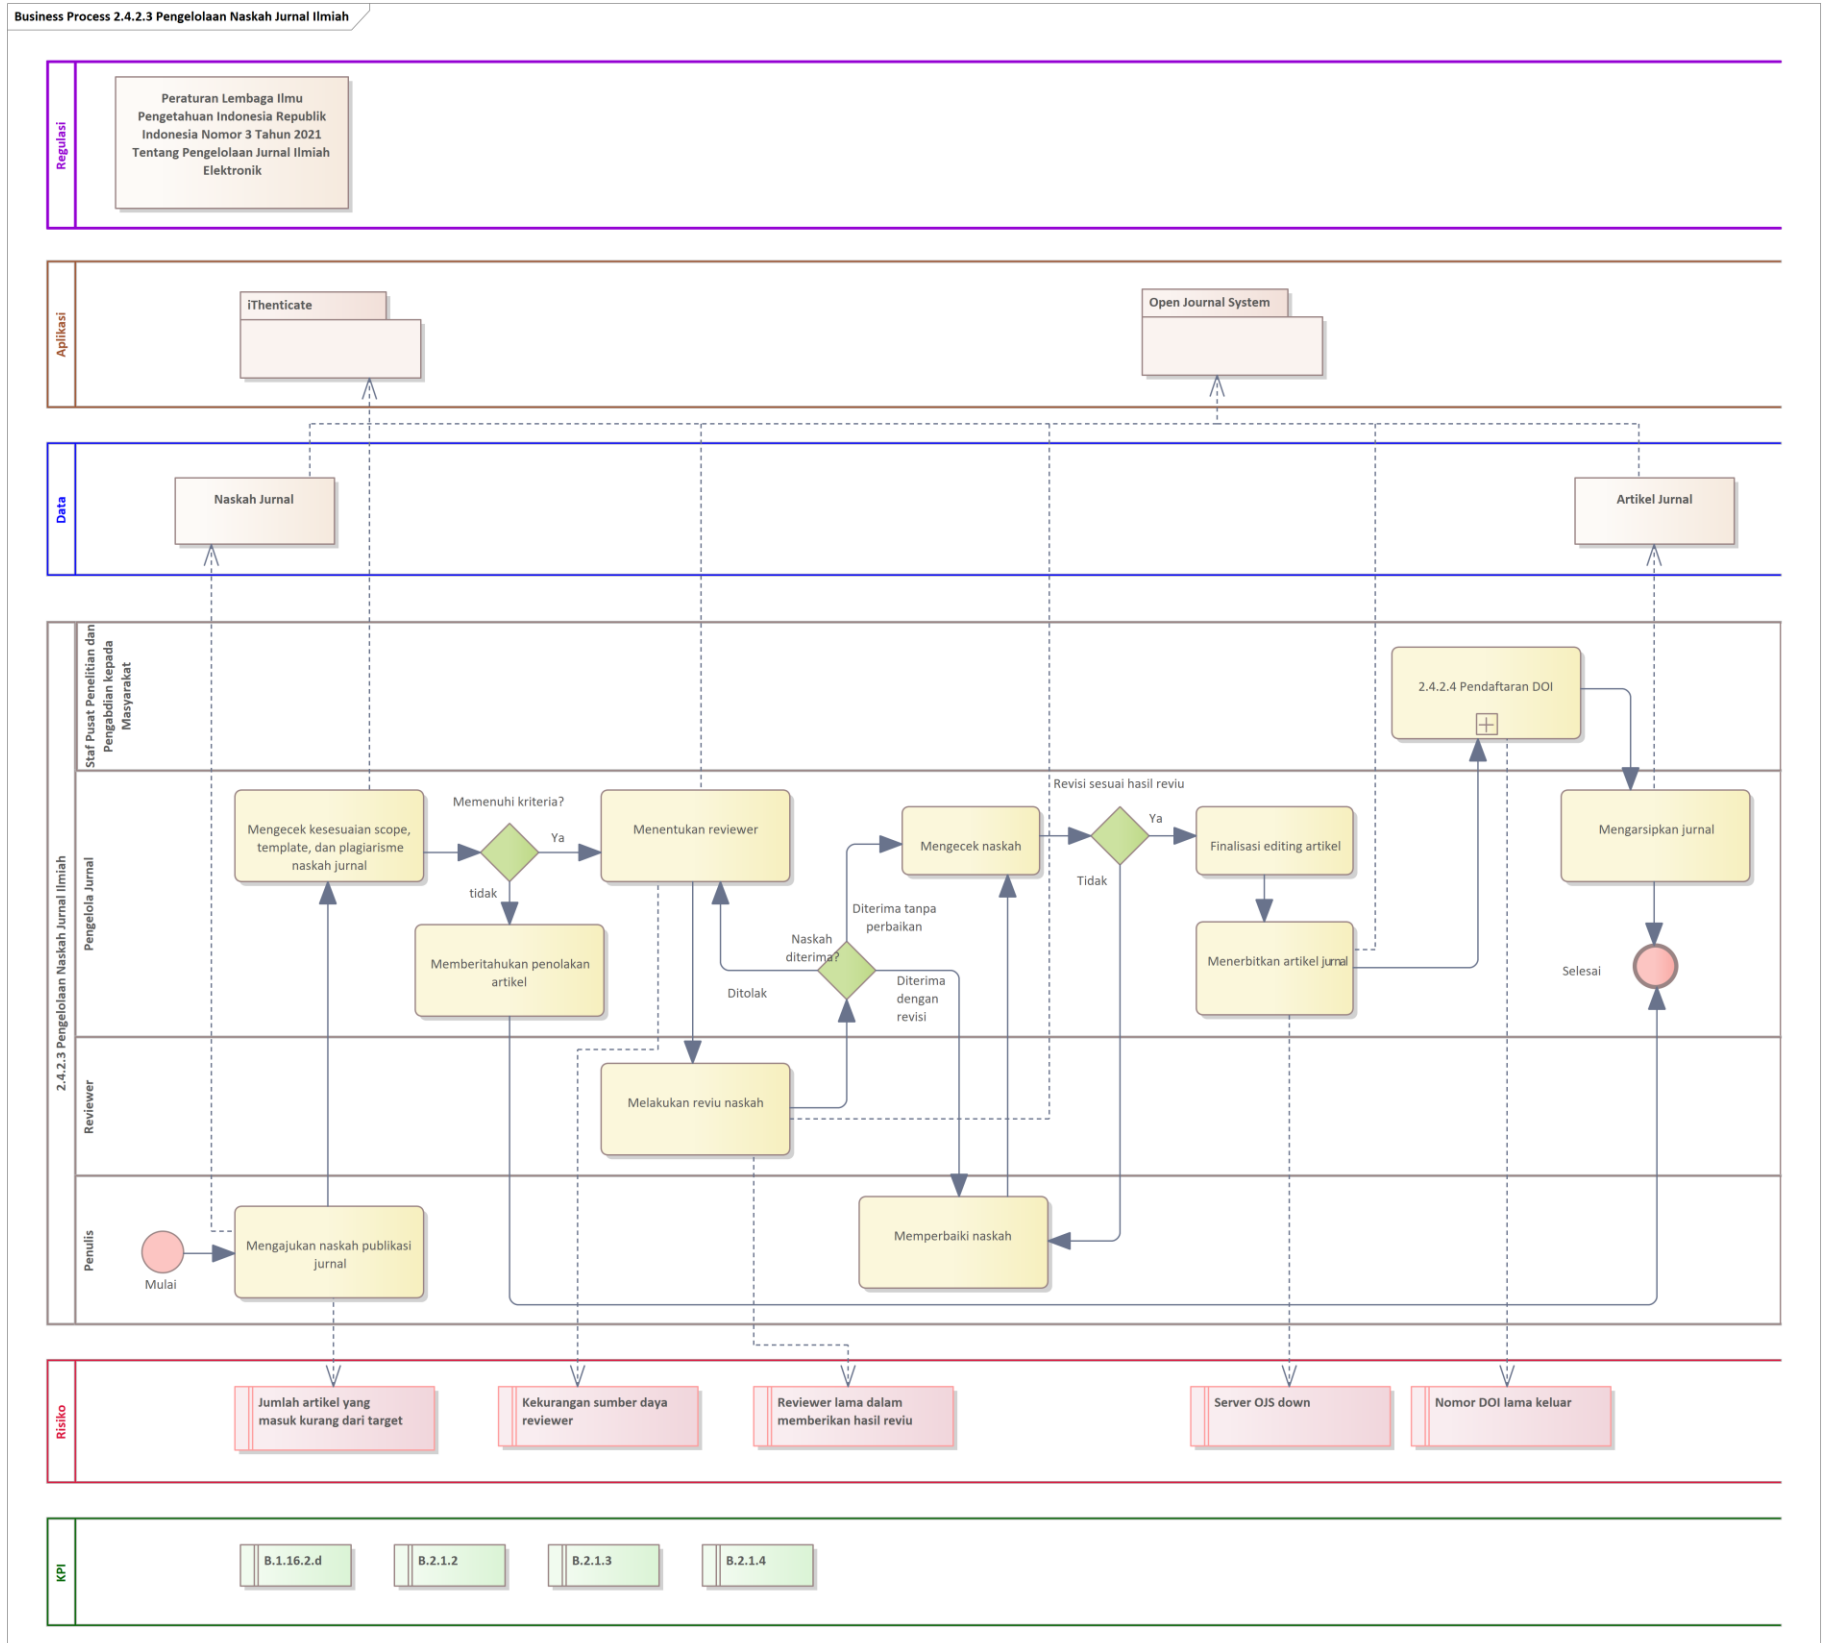 Business Process 2.4.2.3 Pengelolaan Naskah Jurnal Ilmiah
Regulasi
Peraturan Lembaga Ilmu
Pengetahuan Indonesia Republik
Indonesia Nomor 3 Tahun 2021
Tentang Pengelolaan Jurnal Ilmiah
Elektronik
Aplikasi
iThenticate
Open Journal System
Data
Naskah Jurnal
Artikel Jurnal
2.4.2.3 Pengelolaan Naskah Jurnal Ilmiah
Staf Pusat Penelitian dan
Pengabdian kepada
Masyarakat
2.4.2.4 Pendaftaran DOI
Pengelola Jurnal
Mengecek kesesuaian scope,
template, dan plagiarisme
naskah jurnal
Memenuhi kriteria?
Ya
tidak
Memberitahukan penolakan
artikel
Menentukan reviewer
Naskah
diterima?
Ditolak
Diterima tanpa
perbaikan
Diterima
dengan
revisi
Mengecek naskah
Revisi sesuai hasil reviu
Ya
Tidak
Finalisasi editing artikel
Menerbitkan artikel jurnal
Mengarsipkan jurnal
Selesai
Reviewer
Melakukan reviu naskah
Penulis
Mulai
Mengajukan naskah publikasi
jurnal
Memperbaiki naskah
Risiko
Jumlah artikel yang
masuk kurang dari target
Kekurangan sumber daya
reviewer
Reviewer lama dalam
memberikan hasil reviu
Server OJS down
Nomor DOI lama keluar
KPI
B.1.16.2.d
B.2.1.2
B.2.1.3
B.2.1.4